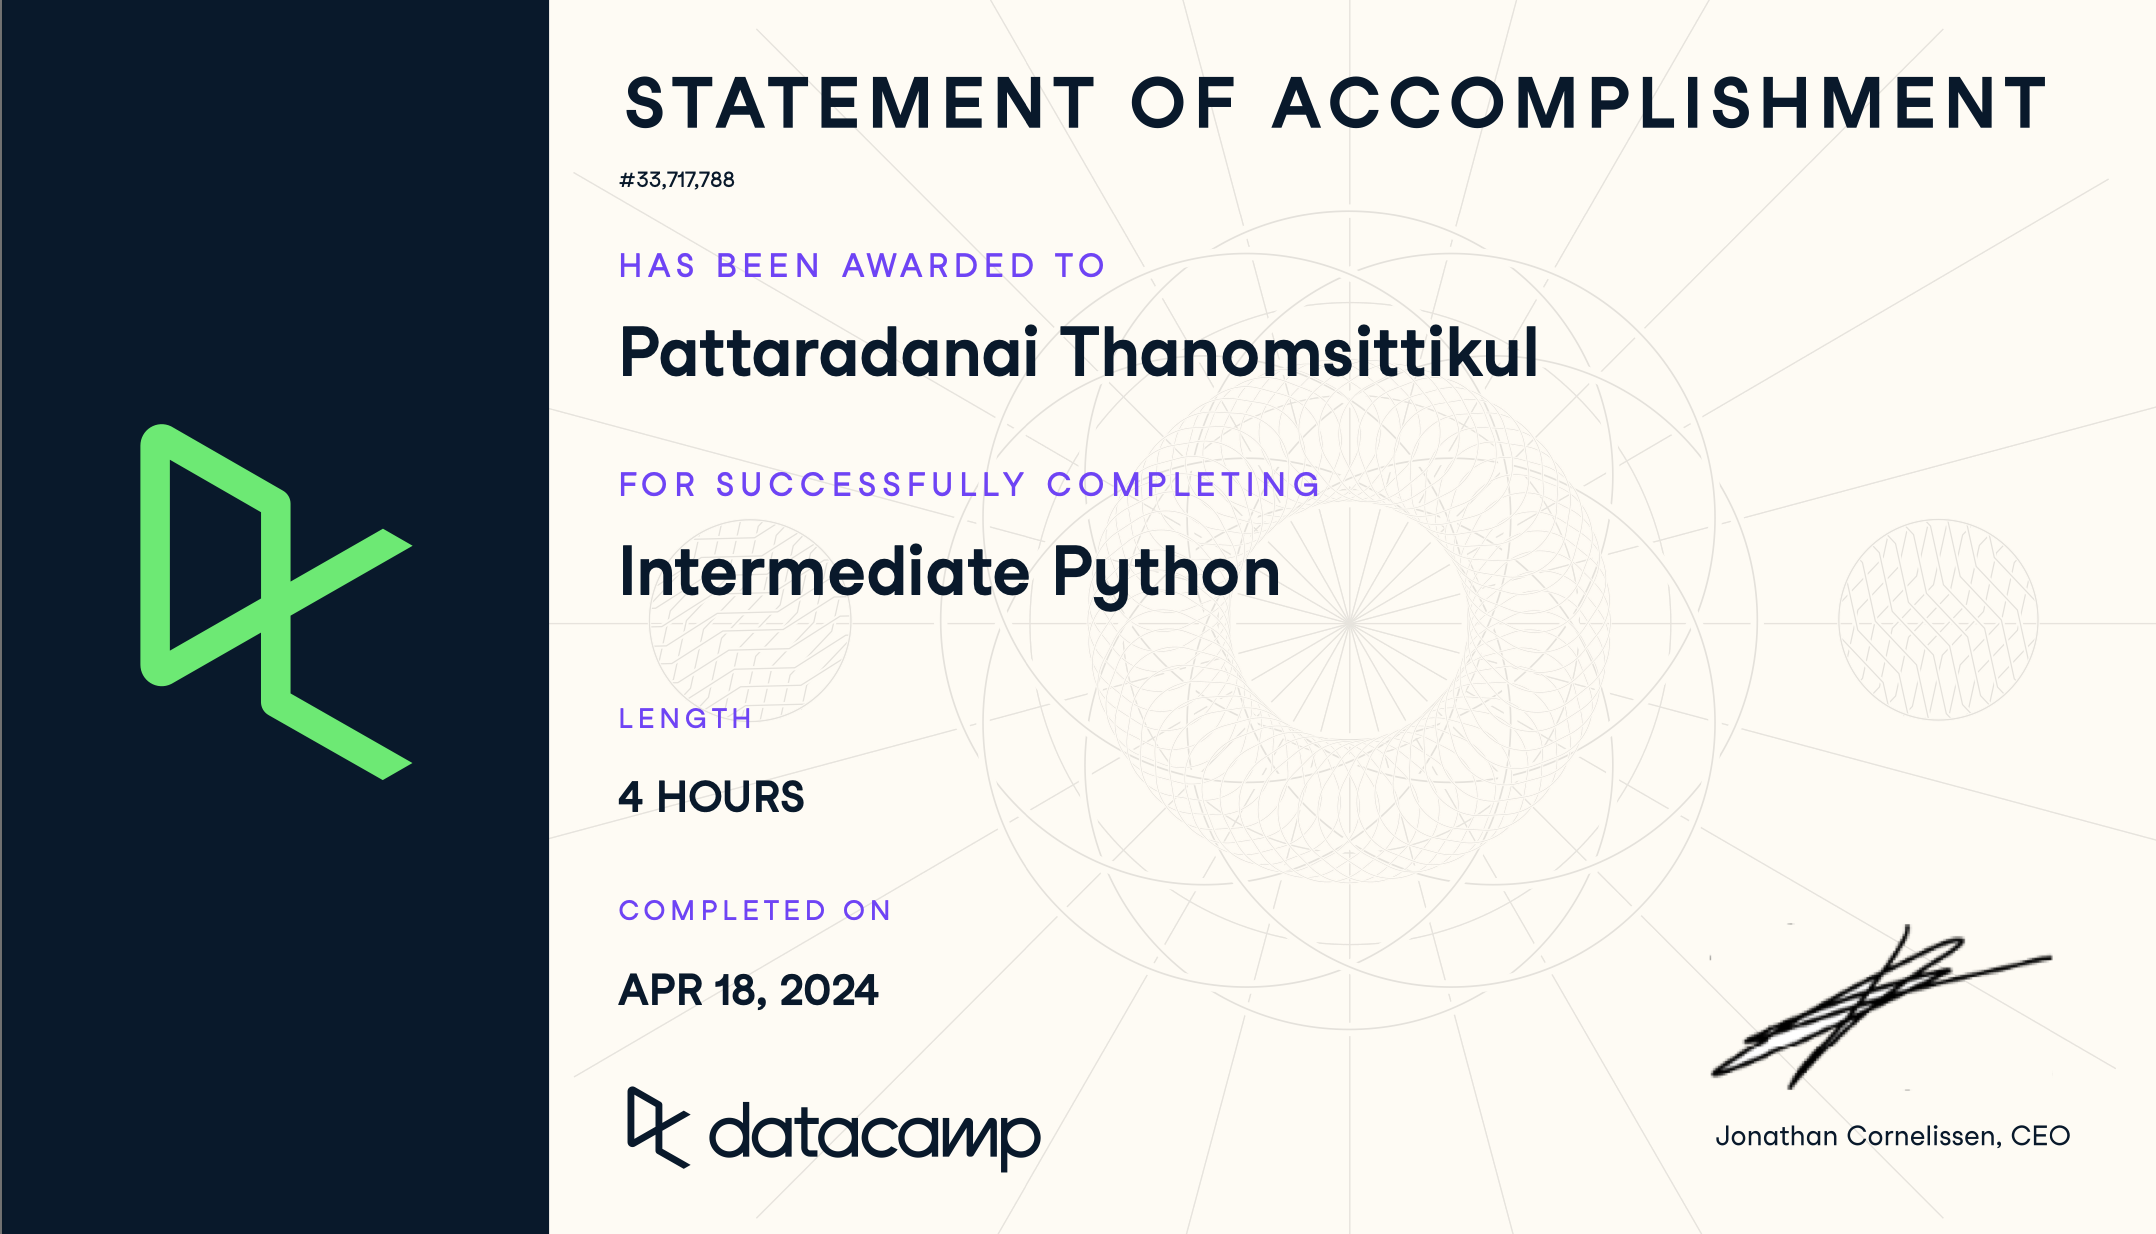 STATEMENT OF ACCOMPLISHMENT
#33,717,788
HAS BEEN AWARDED TO
Pattaradanai Thanomsittikul
FOR SUCCESSFULLY COMPLETING
Intermediate Python
LENGTH
4 HOURS
COMPLETED ON
APR 18, 2024
datacamp
Jonathan Cornelissen, CEO